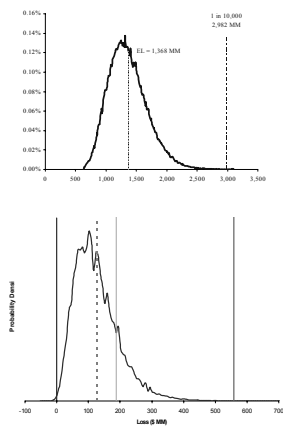 0.16%
1 in 10,000
2,982 MM
0.14%
0.12%
EL = 1,368 MM
0.10%
0.08%
0.06%
0.04%
0.02%
0.00%
0 500 1,000 1,500 2,000 2,500 3,000 3,500
Probability Densi
-100 0 100 200 300 400 500 600 700
Loss ($ MM)